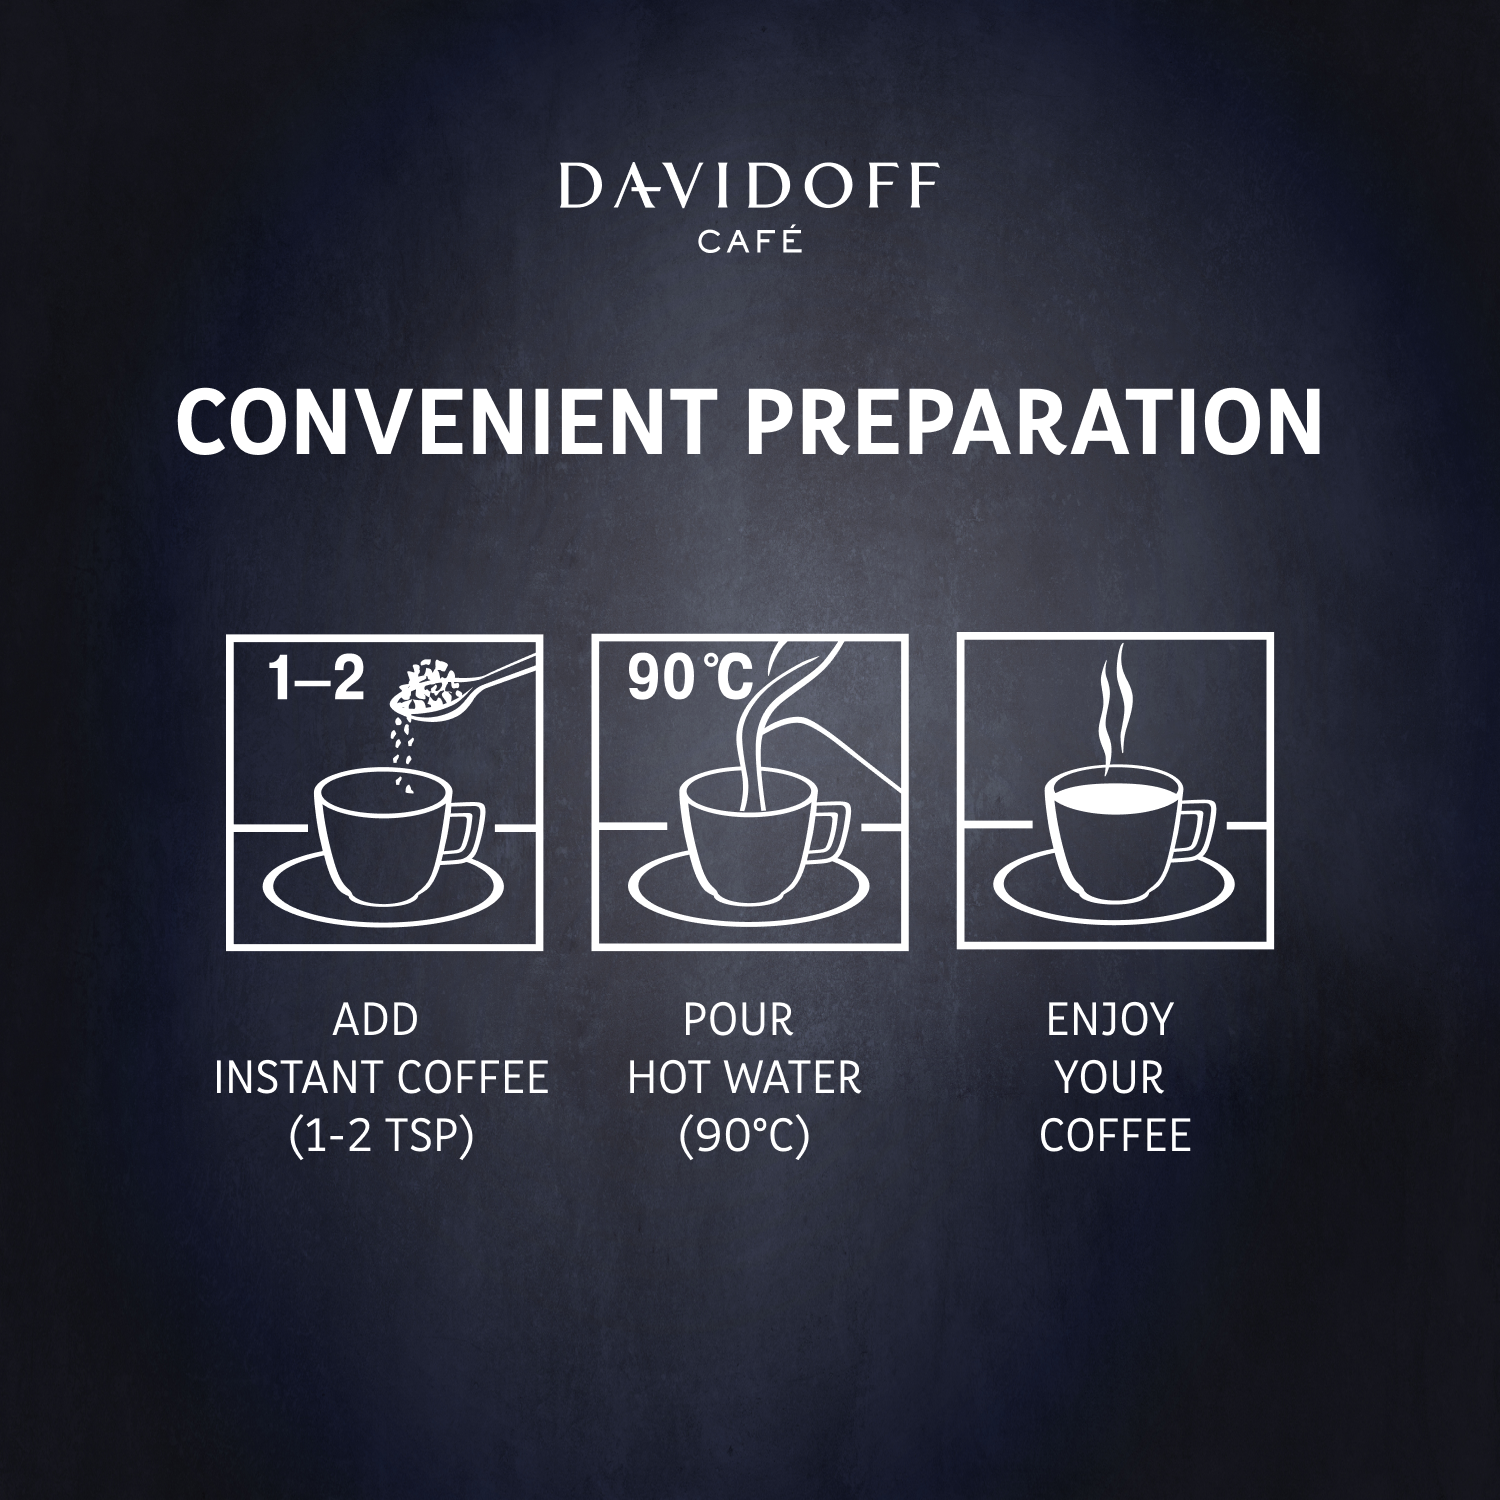 DAVIDOFF
CAFÉ
CONVENIENT PREPARATION
1–2
90°C
ADD
INSTANT COFFEE
(1-2 TSP)
POUR
HOT WATER
(90°C)
ENJOY
YOUR
COFFEE